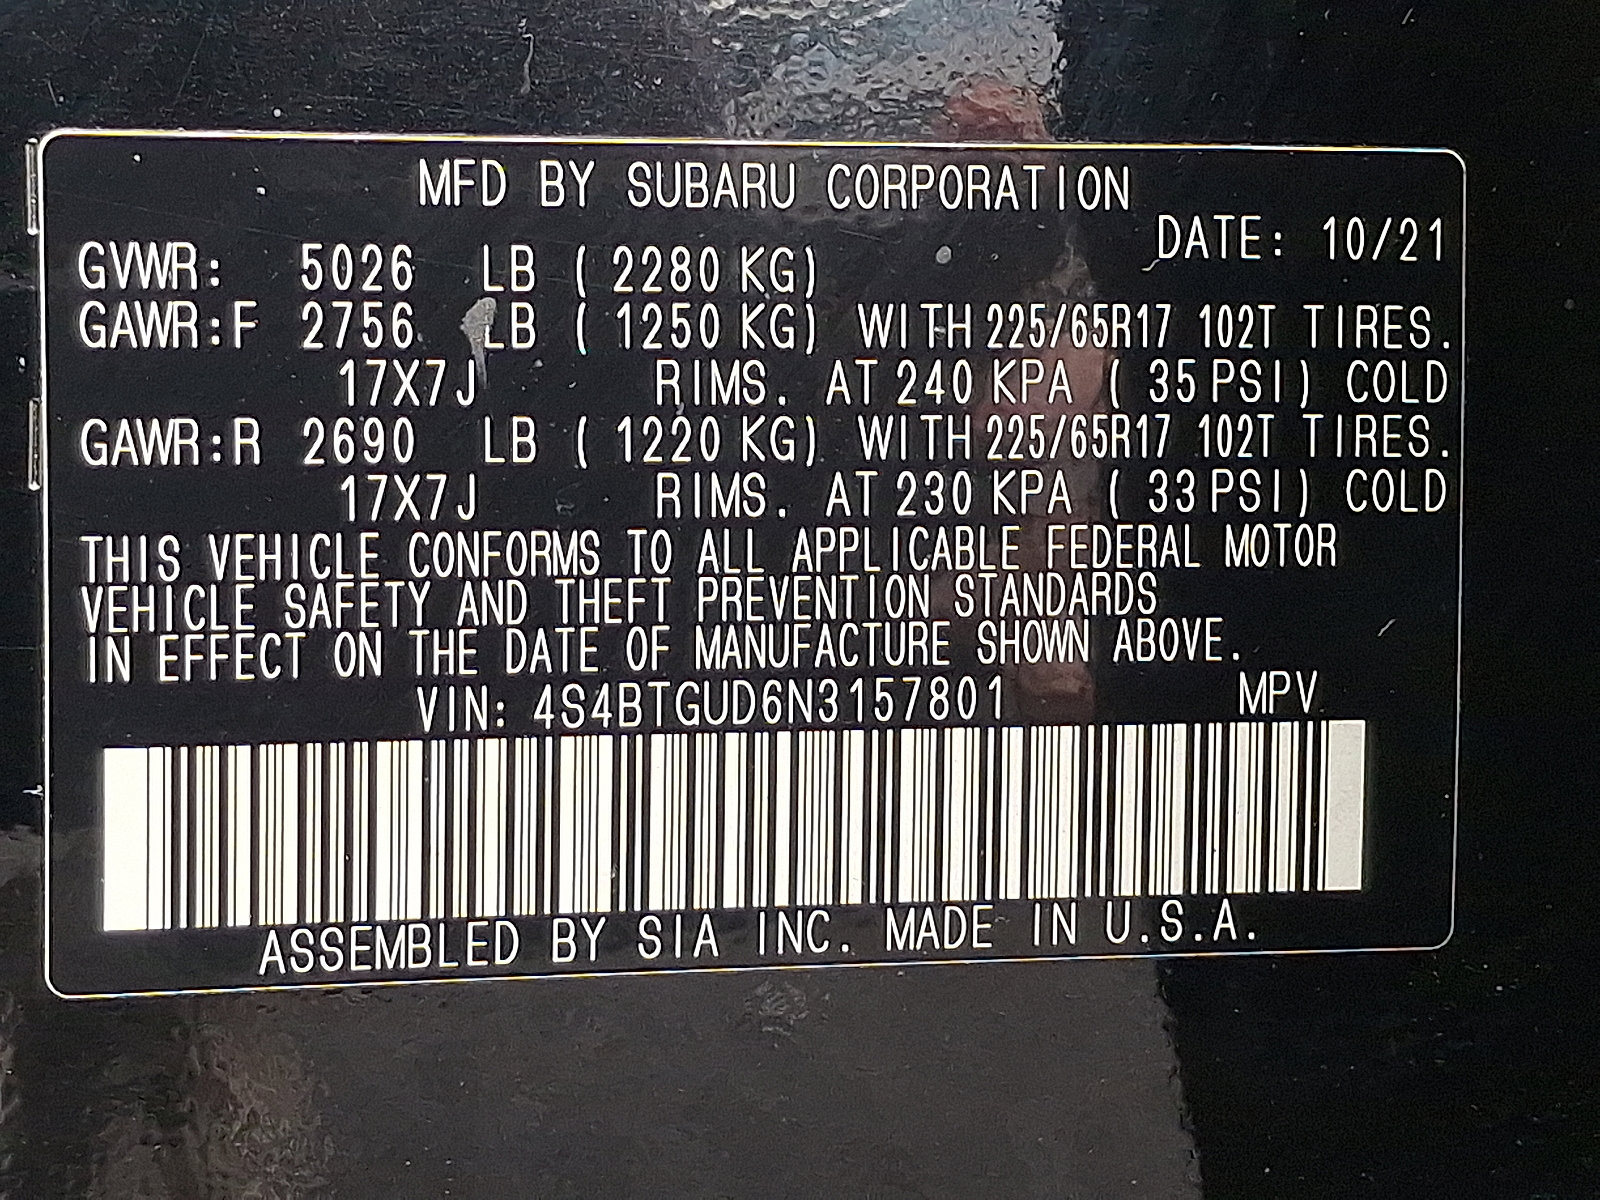 MFD BY SUBARU CORPORATION
DATE: 10/21
GVWR: 5026 LB ( 2280 KG)
GAWR:F 2756 LB ( 1250 KG) WITH 225/65R17 102T TIRES.
17X7J RIMS. AT 240 KPA ( 35 PSI) COLD
GAWR:R 2690 LB ( 1220 KG) WITH 225/65R17 102T TIRES.
17X7J RIMS. AT 230 KPA ( 33 PSI) COLD
THIS VEHICLE CONFORMS TO ALL APPLICABLE FEDERAL MOTOR
VEHICLE SAFETY AND THEFT PREVENTION STANDARDS
IN EFFECT ON THE DATE OF MANUFACTURE SHOWN ABOVE.
VIN: 4S4BTGUD6N3157801 MPV
ASSEMBLED BY SIA INC. MADE IN U.S.A.